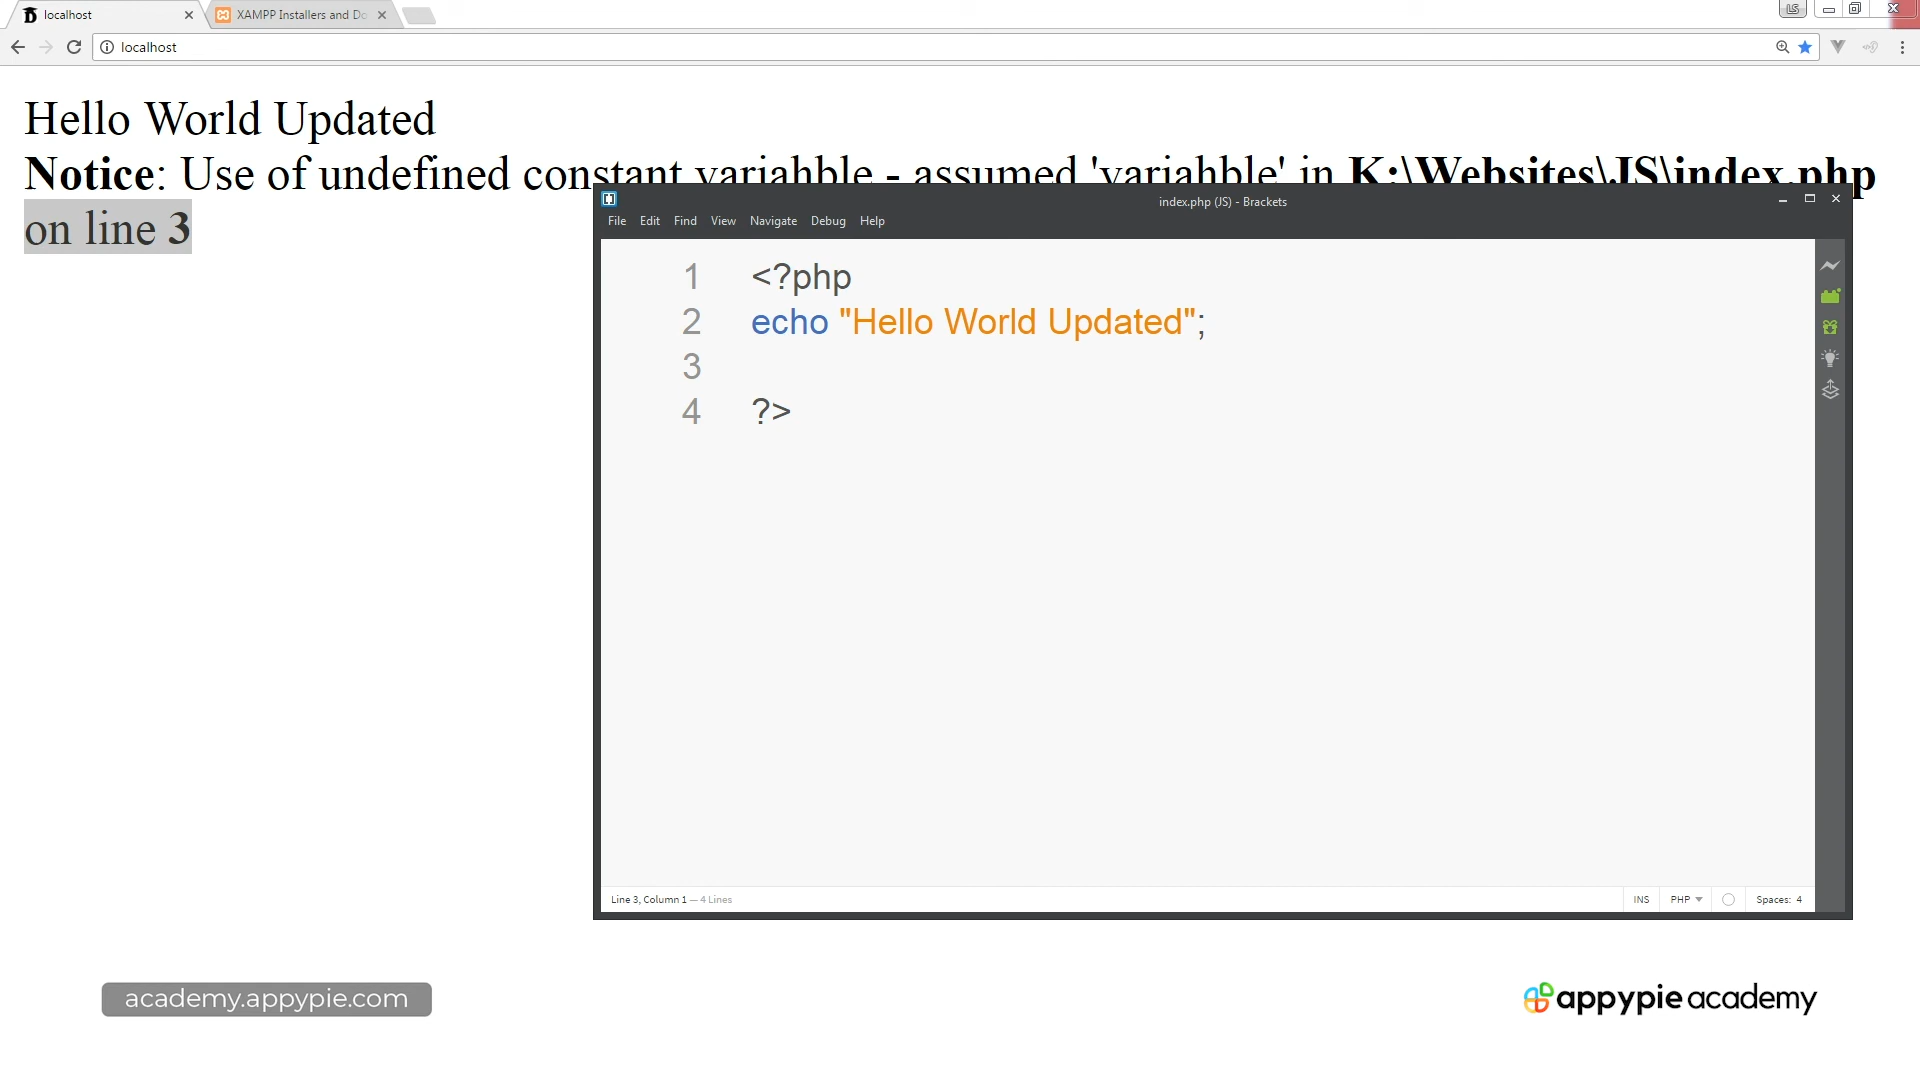 localhost
XAMPP Installers and Do
LS
localhost
Hello World Updated
Notice: Use of undefined constant variahble - assumed 'variahble' in K:\Websites\JS\index.php
on line 3
index.php (JS) - Brackets
File Edit Find View Navigate Debug Help
1 <?php
2 echo "Hello World Updated";
3
4 ?>
Line 3, Column 1 — 4 Lines
INS PHP Spaces: 4
academy.appypie.com
appypie academy